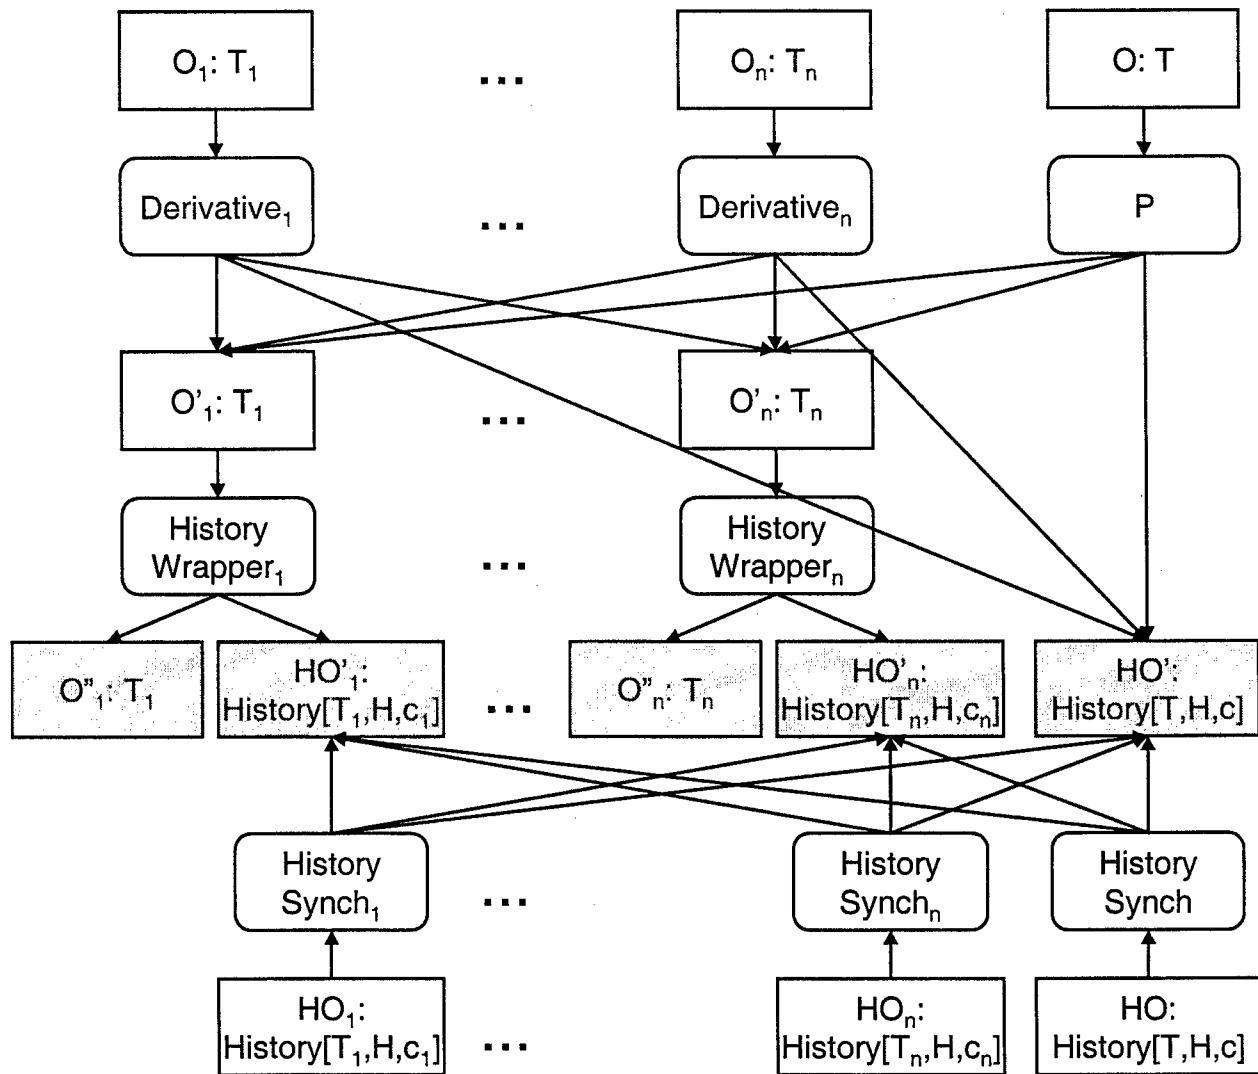 O₁: T₁ ... Oₙ: Tₙ O: T
Derivative₁ ... Derivativeₙ P
O'₁: T₁ ... O'ₙ: Tₙ
History
Wrapper₁
...
History
Wrapperₙ
O"₁: T₁
HO'₁:
History[T₁,H,c₁]
...
O"ₙ: Tₙ
HO'ₙ:
History[Tₙ,H,cₙ]
HO':
History[T,H,c]
History
Synch₁
...
History
Synchₙ
History
Synch
HO₁:
History[T₁,H,c₁]
...
HOₙ:
History[Tₙ,H,cₙ]
HO:
History[T,H,c]